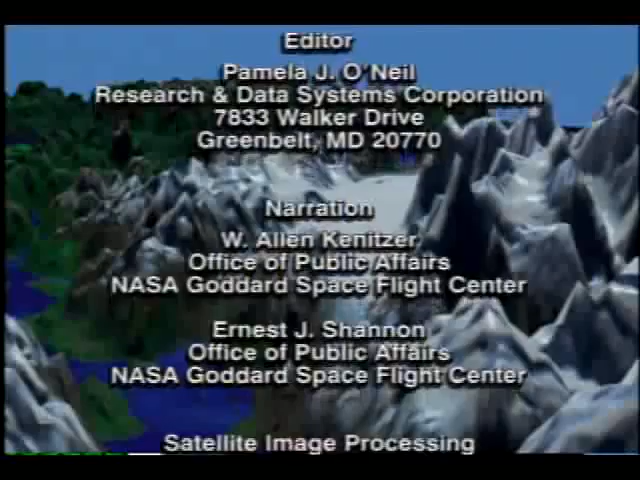 Editor
Pamela J. O'Neil
Research & Data Systems Corporation
7833 Walker Drive
Greenbelt, MD 20770
Narration
W. Allen Kenitzer
Office of Public Affairs
NASA Goddard Space Flight Center
Ernest J. Shannon
Office of Public Affairs
NASA Goddard Space Flight Center
Satellite Image Processing